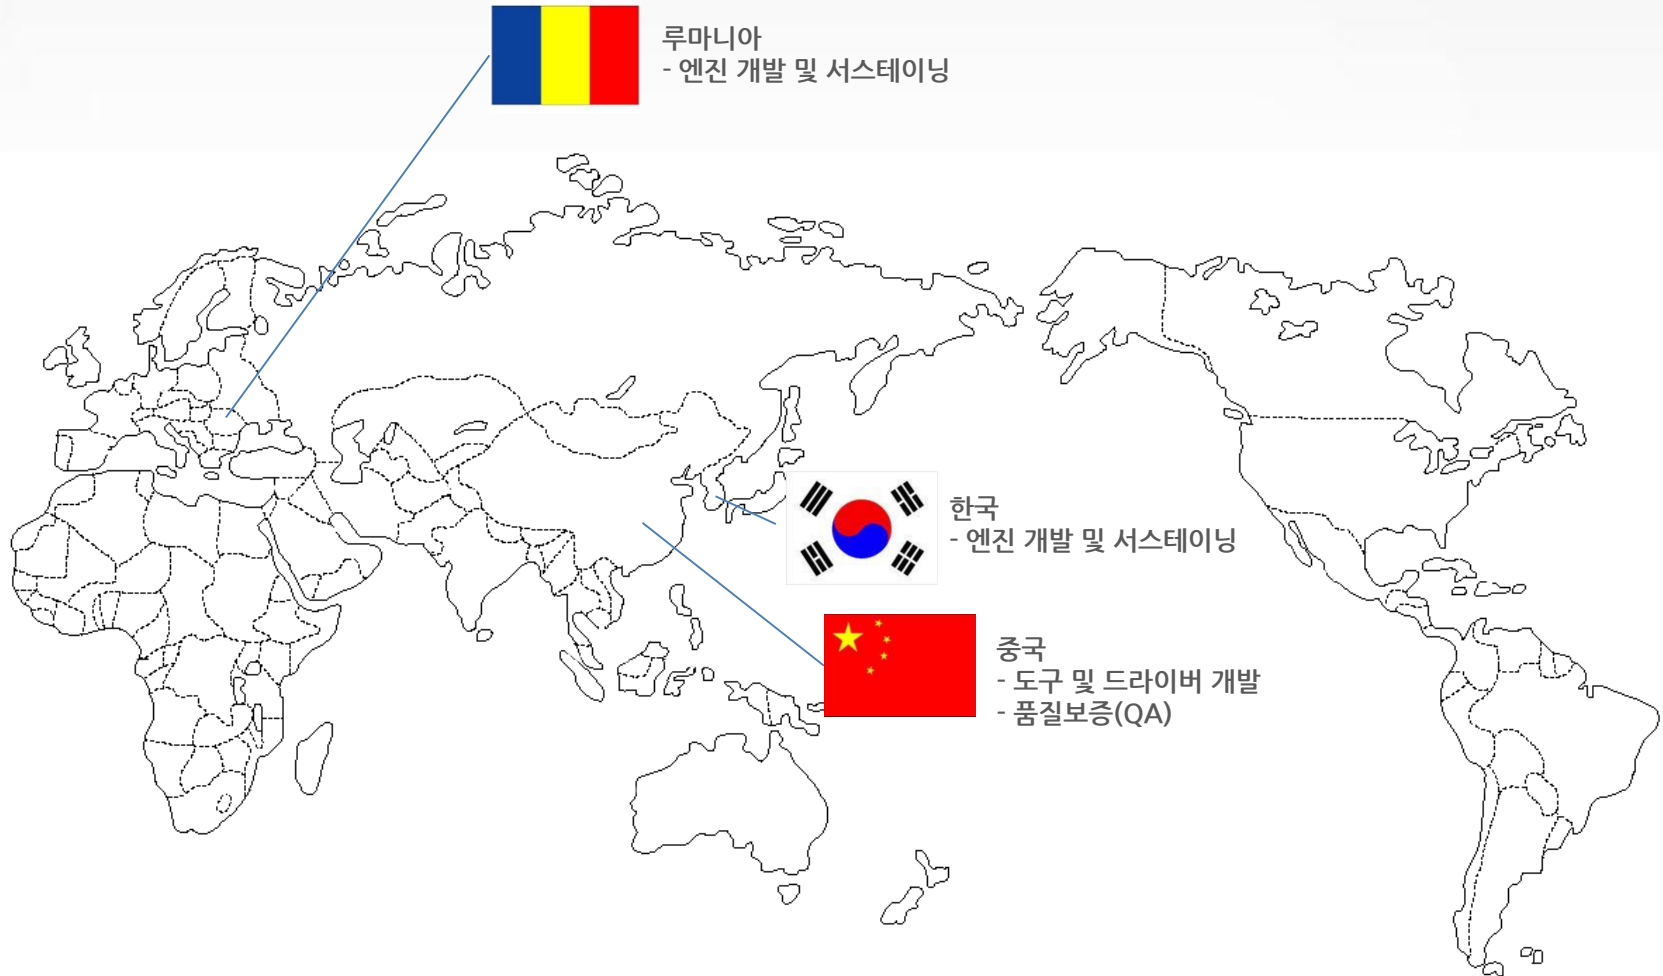 루마니아
- 엔진 개발 및 서스테이닝
한국
- 엔진 개발 및 서스테이닝
중국
- 도구 및 드라이버 개발
- 품질보증(QA)